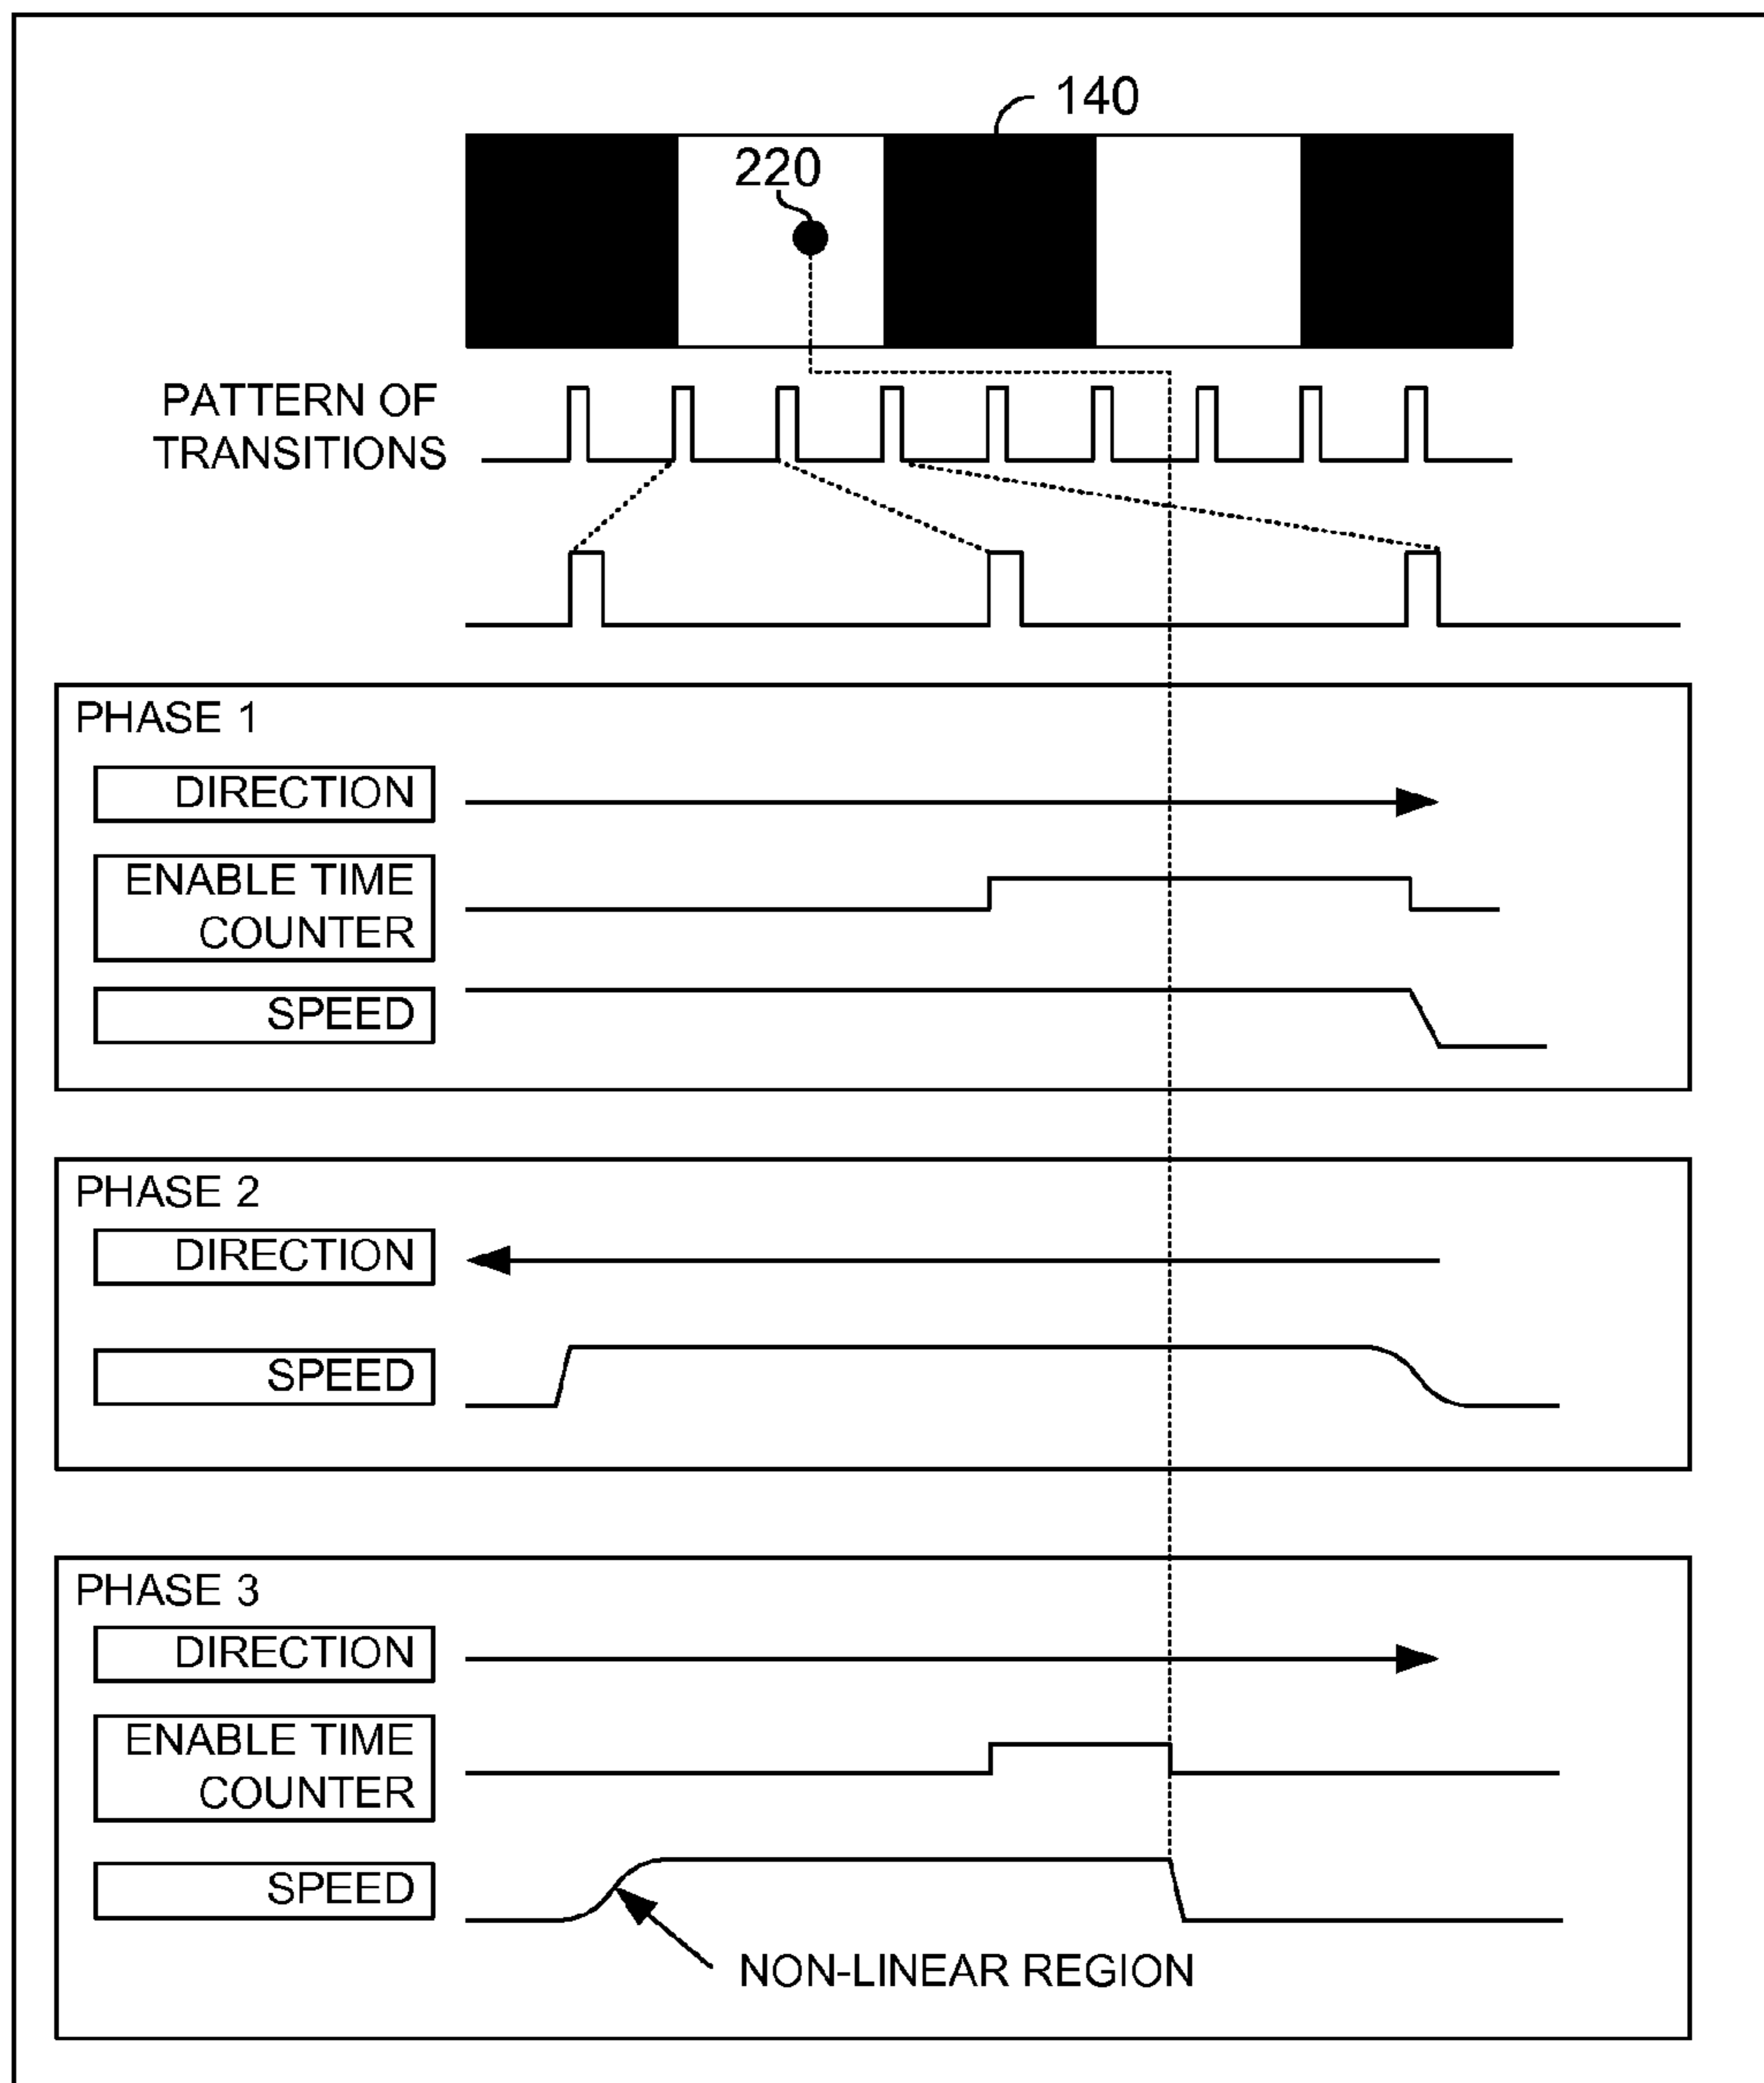 140
220
PATTERN OF
TRANSITIONS
PHASE 1
DIRECTION
ENABLE TIME
COUNTER
SPEED
PHASE 2
DIRECTION
SPEED
PHASE 3
DIRECTION
ENABLE TIME
COUNTER
SPEED
NON-LINEAR REGION